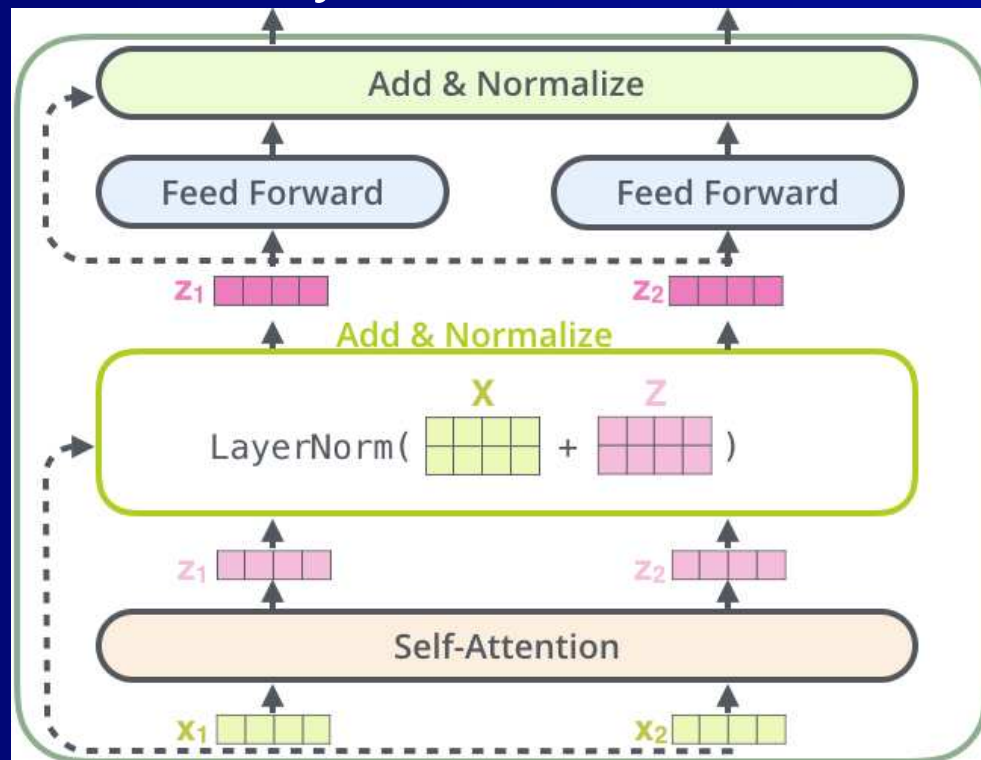 Add & Normalize
Feed Forward Feed Forward
z1 z2
Add & Normalize
X Z
LayerNorm( + )
z1 z2
Self-Attention
x1 x2